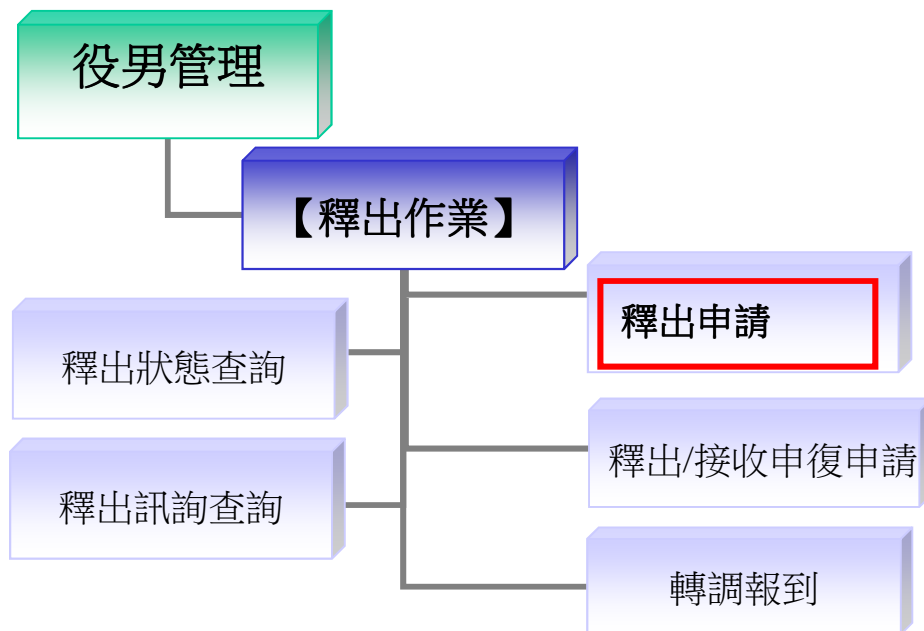 役男管理
【釋出作業】
釋出申請
釋出狀態查詢
釋出/接收申復申請
釋出訊詢查詢
轉調報到